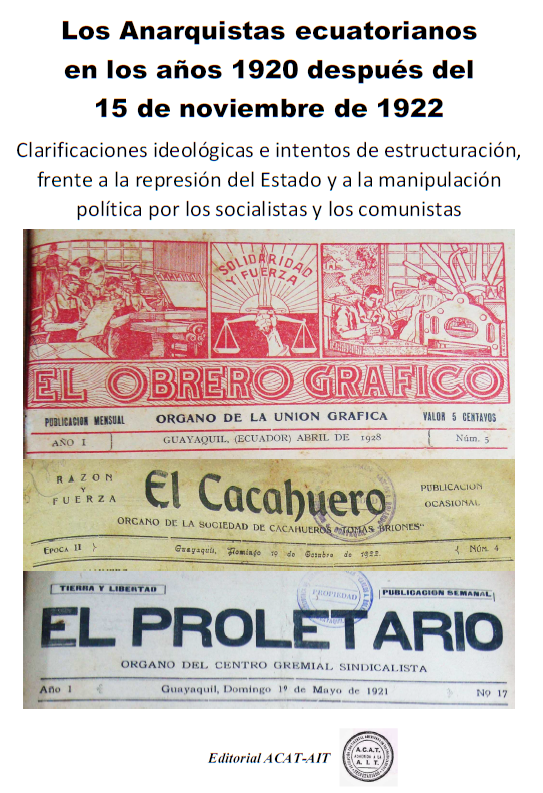 Los Anarquistas ecuatorianos
en los años 1920 después del
15 de noviembre de 1922
Clarificaciones ideológicas e intentos de estructuración,
frente a la represión del Estado y a la manipulación
política por los socialistas y los comunistas
SOLIDARIDAD
Y FUERZA
EL OBRERO GRAFICO
PUBLICACION MENSUAL ORGANO DE LA UNION GRAFICA VALOR 5 CENTAVOS
AÑO I GUAYAQUIL, (ECUADOR) ABRIL DE 1928 Núm. 5
RAZON
Y
FUERZA
El Cacahuero
PUBLICACION
OCASIONAL
ORGANO DE LA SOCIEDAD DE CACAHUEROS "TOMAS BRIONES"
EPOCA II Guayaquil, Domingo 19 de Octubre de 1922. NÚM. 4
TIERRA Y LIBERTAD
PROPIEDAD
PUBLICACION SEMANAL
EL PROLETARIO
ORGANO DEL CENTRO GREMIAL SINDICALISTA
Año 1 Guayaquil, Domingo 1º de Mayo de 1921 Nº 17
Editorial ACAT-AIT
A.C.A.T.
ADHERIDA A LA
A.I.T.